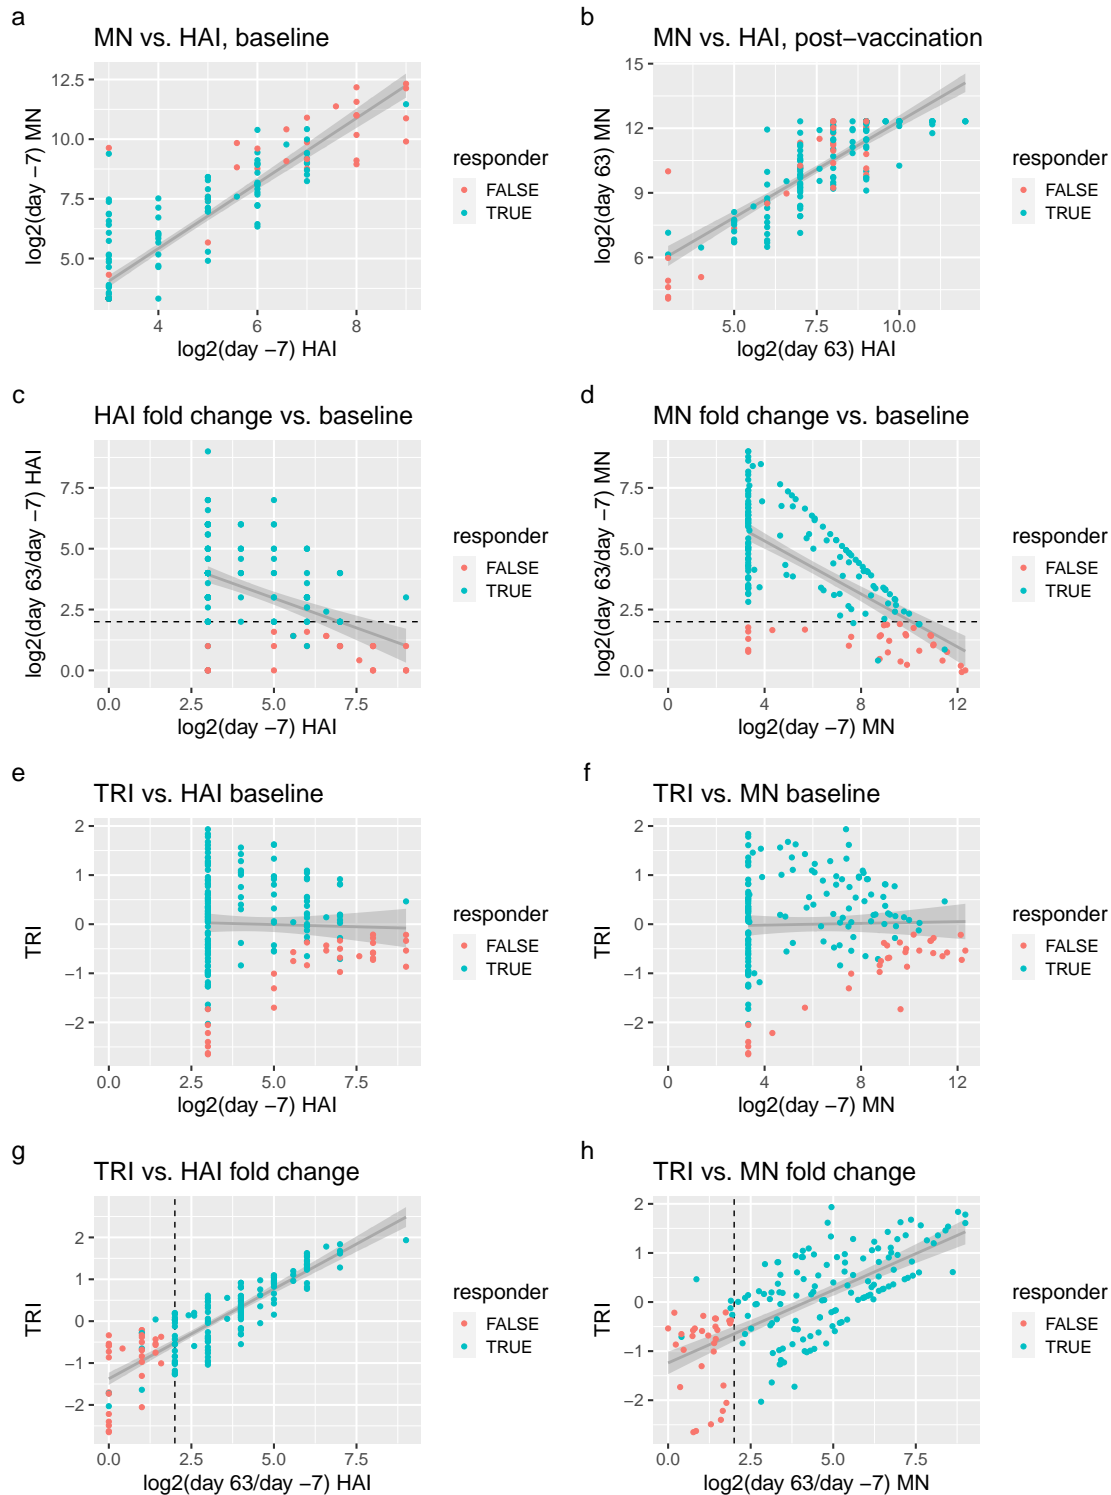 a
MN vs. HAI, baseline
12.5
10.0
7.5
5.0
log2(day −7) MN
4
6
8
log2(day −7) HAI
responder
FALSE
TRUE
b
MN vs. HAI, post−vaccination
15
12
9
6
log2(day 63) MN
5.0
7.5
10.0
log2(day 63) HAI
responder
FALSE
TRUE
c
HAI fold change vs. baseline
7.5
5.0
2.5
0.0
log2(day 63/day −7) HAI
0.0
2.5
5.0
7.5
log2(day −7) HAI
responder
FALSE
TRUE
d
MN fold change vs. baseline
7.5
5.0
2.5
0.0
log2(day 63/day −7) MN
0
4
8
12
log2(day −7) MN
responder
FALSE
TRUE
e
TRI vs. HAI baseline
2
1
0
−1
−2
TRI
0.0
2.5
5.0
7.5
log2(day −7) HAI
responder
FALSE
TRUE
f
TRI vs. MN baseline
2
1
0
−1
−2
TRI
0
4
8
12
log2(day −7) MN
responder
FALSE
TRUE
g
TRI vs. HAI fold change
2
1
0
−1
−2
TRI
0.0
2.5
5.0
7.5
log2(day 63/day −7) HAI
responder
FALSE
TRUE
h
TRI vs. MN fold change
2
1
0
−1
−2
TRI
0.0
2.5
5.0
7.5
log2(day 63/day −7) MN
responder
FALSE
TRUE